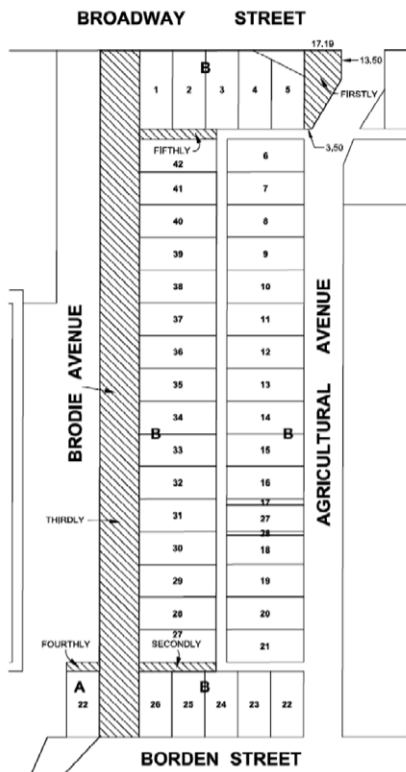 BROADWAY STREET
17.19
13.50
B
1 2 3 4 5
FIRSTLY
FIFTHLY
3.50
42 6
41 7
40 8
39 9
38 10
37 11
36 12
35 13
34 14
B B
33 15
32 16
17
31 27
28
30 18
29 19
28 20
27 21
BRODIE AVENUE
AGRICULTURAL AVENUE
THIRDLY
FOURTHLY SECONDLY
A B
22 26 25 24 23 22
BORDEN STREET